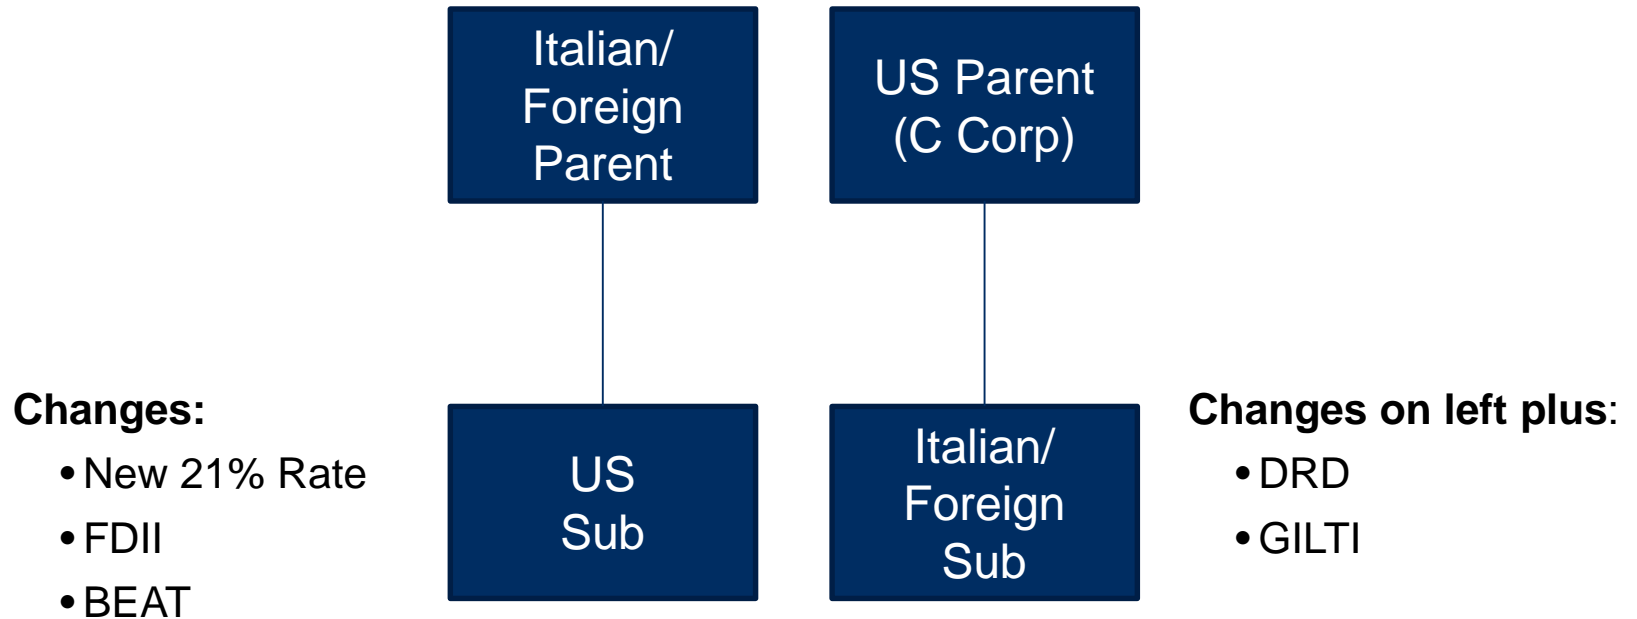 Italian/
Foreign
Parent
US Parent
(C Corp)
Changes:
• New 21% Rate
• FDII
• BEAT
US
Sub
Italian/
Foreign
Sub
Changes on left plus:
• DRD
• GILTI